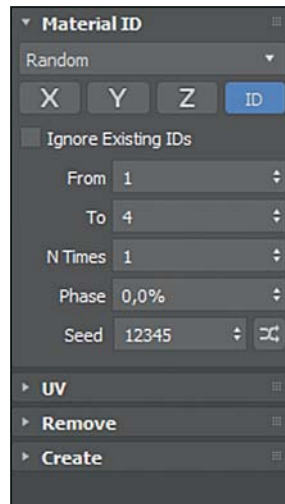 Material ID
Random
X Y Z ID
Ignore Existing IDs
From 1
To 4
N Times 1
Phase 0,0%
Seed 12345
UV
Remove
Create